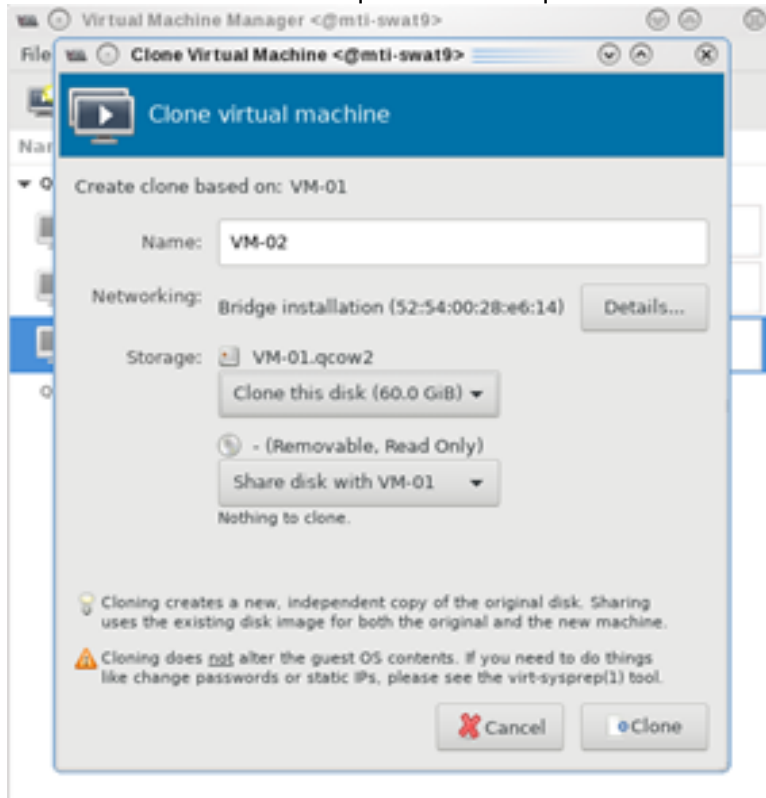 Virtual Machine Manager <@mti-swat9>
File
Clone Virtual Machine <@mti-swat9>
Clone virtual machine
Nar
Create clone based on: VM-01
Name: VM-02
Networking: Bridge installation (52:54:00:28:e6:14) Details...
Storage: VM-01.qcow2
Clone this disk (60.0 GiB)
- (Removable, Read Only)
Share disk with VM-01
Nothing to clone.
Cloning creates a new, independent copy of the original disk. Sharing
uses the existing disk image for both the original and the new machine.
Cloning does not alter the guest OS contents. If you need to do things
like change passwords or static IPs, please see the virt-sysprep(1) tool.
Cancel Clone